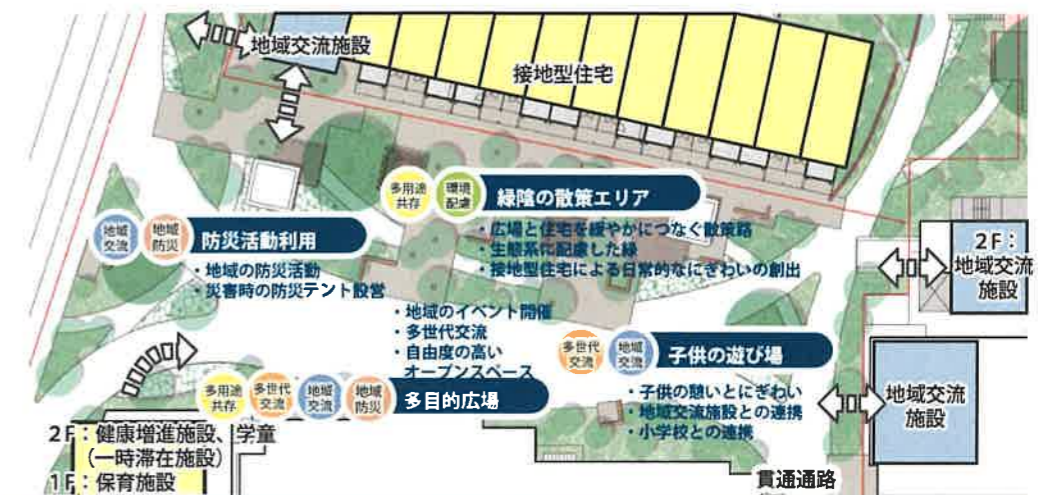 地域交流施設
接地型住宅
多用途
共存
環境
配慮
緑陰の散策エリア
・広場と住宅を緩やかにつなぐ散策路
・生態系に配慮した緑
・接地型住宅による日常的なにぎわいの創出
地域
交流
地域
防災
防災活動利用
・地域の防災活動
・災害時の防災テント設営
2F：
地域交流
施設
・地域のイベント開催
・多世代交流
・自由度の高い
オープンスペース
多用途
共存
多世代
交流
地域
交流
地域
防災
多目的広場
多世代
交流
地域
交流
子供の遊び場
・子供の憩いとにぎわい
・地域交流施設との連携
・小学校との連携
地域交流
施設
2F：健康増進施設、学童
（一時滞在施設）
1F：保育施設
貫通通路